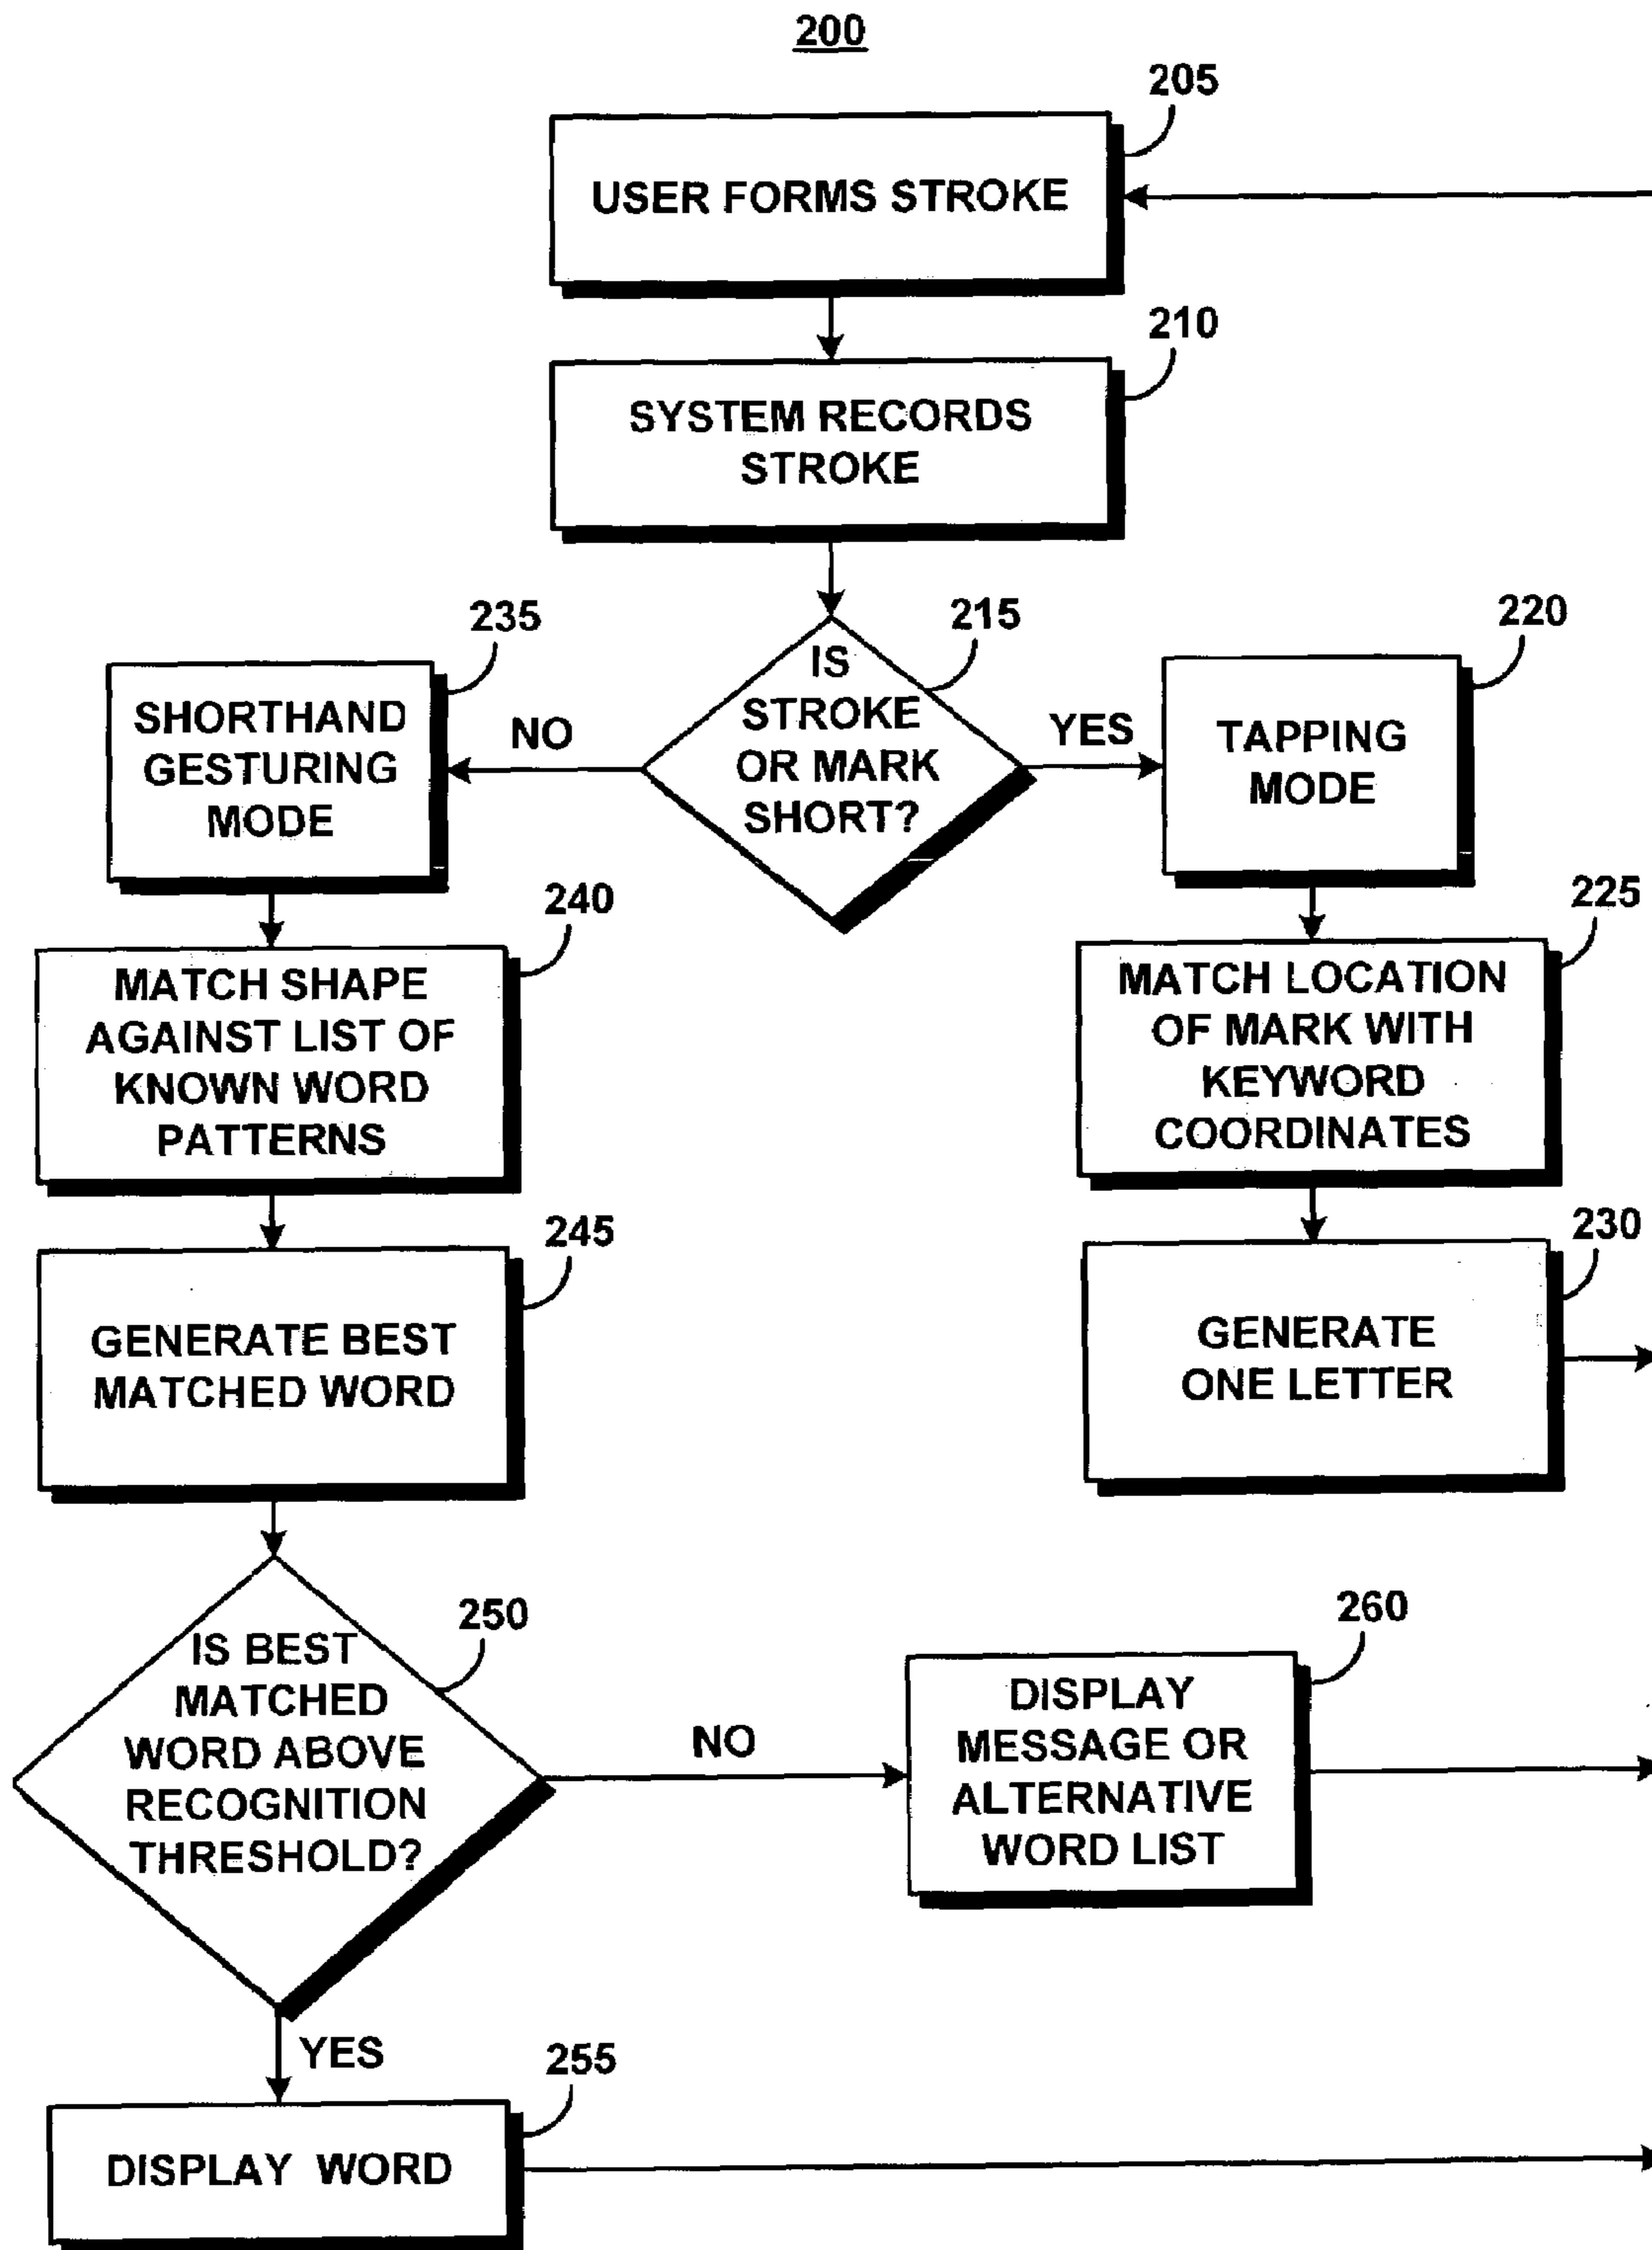 200
205
USER FORMS STROKE
210
SYSTEM RECORDS
STROKE
215
IS
STROKE
OR MARK
SHORT?
NO
YES
235
SHORTHAND
GESTURING
MODE
220
TAPPING
MODE
240
MATCH SHAPE
AGAINST LIST OF
KNOWN WORD
PATTERNS
225
MATCH LOCATION
OF MARK WITH
KEYWORD
COORDINATES
245
GENERATE BEST
MATCHED WORD
230
GENERATE
ONE LETTER
250
IS BEST
MATCHED
WORD ABOVE
RECOGNITION
THRESHOLD?
NO
260
DISPLAY
MESSAGE OR
ALTERNATIVE
WORD LIST
YES
255
DISPLAY WORD